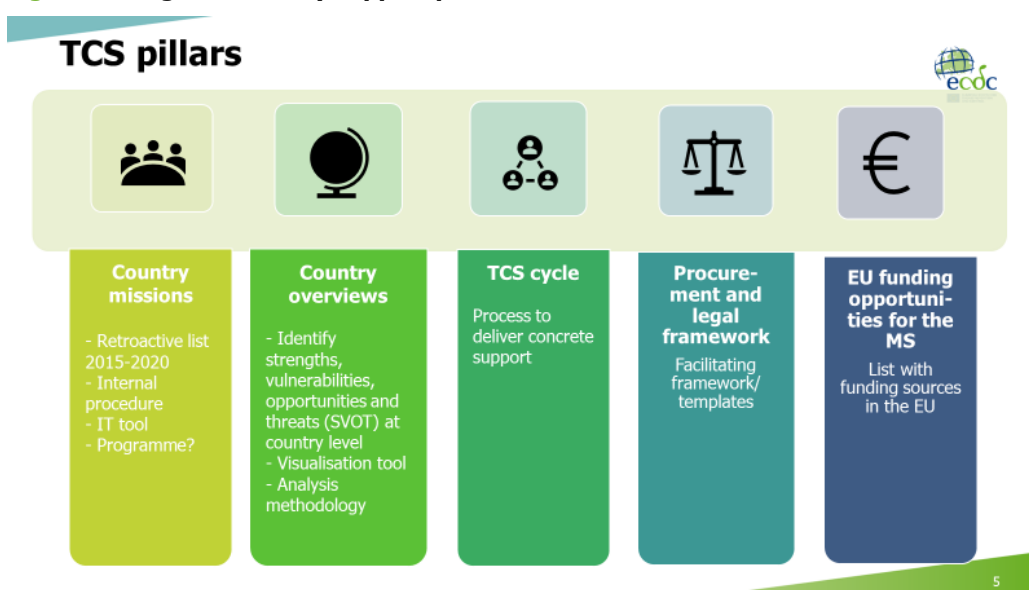 TCS pillars
ecdc
€
Country
missions
- Retroactive list
2015-2020
- Internal
procedure
- IT tool
- Programme?
Country
overviews
- Identify
strengths,
vulnerabilities,
opportunities and
threats (SVOT) at
country level
- Visualisation tool
- Analysis
methodology
TCS cycle
Process to
deliver concrete
support
Procure-
ment and
legal
framework
Facilitating
framework/
templates
EU funding
opportuni-
ties for the
MS
List with
funding sources
in the EU
5